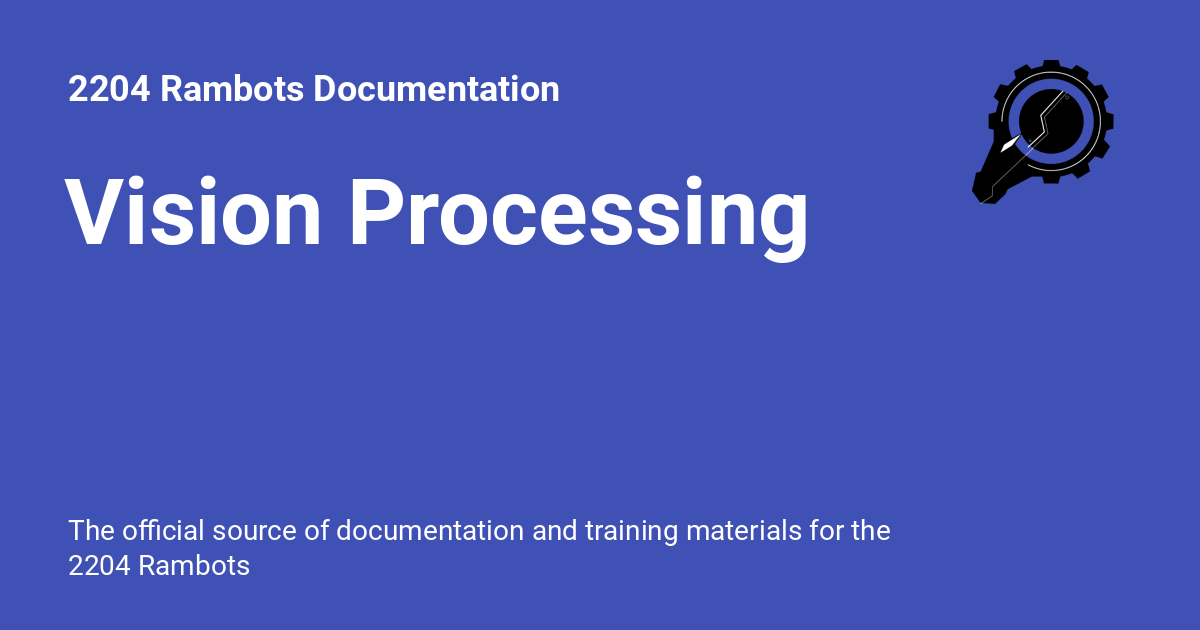 2204 Rambots Documentation
Vision Processing
The official source of documentation and training materials for the
2204 Rambots